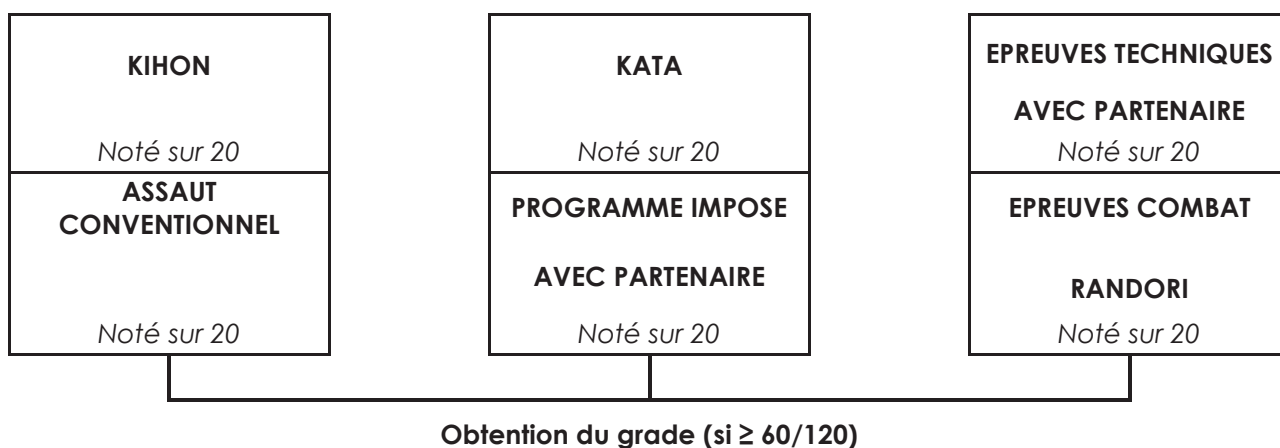 KIHON
Noté sur 20
ASSAUT
CONVENTIONNEL
Noté sur 20
KATA
Noté sur 20
PROGRAMME IMPOSE
AVEC PARTENAIRE
Noté sur 20
EPREUVES TECHNIQUES
AVEC PARTENAIRE
Noté sur 20
EPREUVES COMBAT
RANDORI
Noté sur 20
Obtention du grade (si ≥ 60/120)